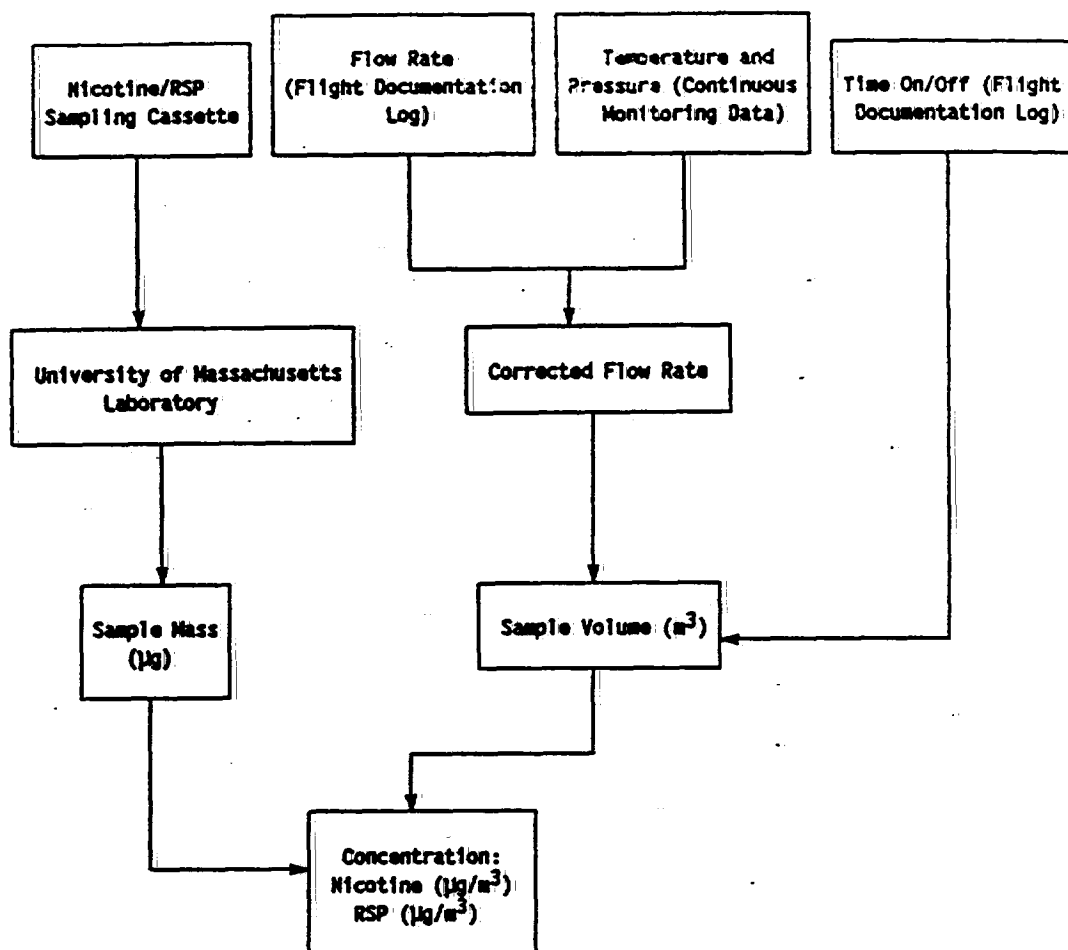 Nicotine/RSP
Sampling Cassette
Flow Rate
(Flight Documentation
Log)
Temperature and
Pressure (Continuous
Monitoring Data)
Time On/Off (Flight
Documentation Log)
University of Massachusetts
Laboratory
Corrected Flow Rate
Sample Mass
(µg)
Sample Volume (m³)
Concentration:
Nicotine (µg/m³)
RSP (µg/m³)